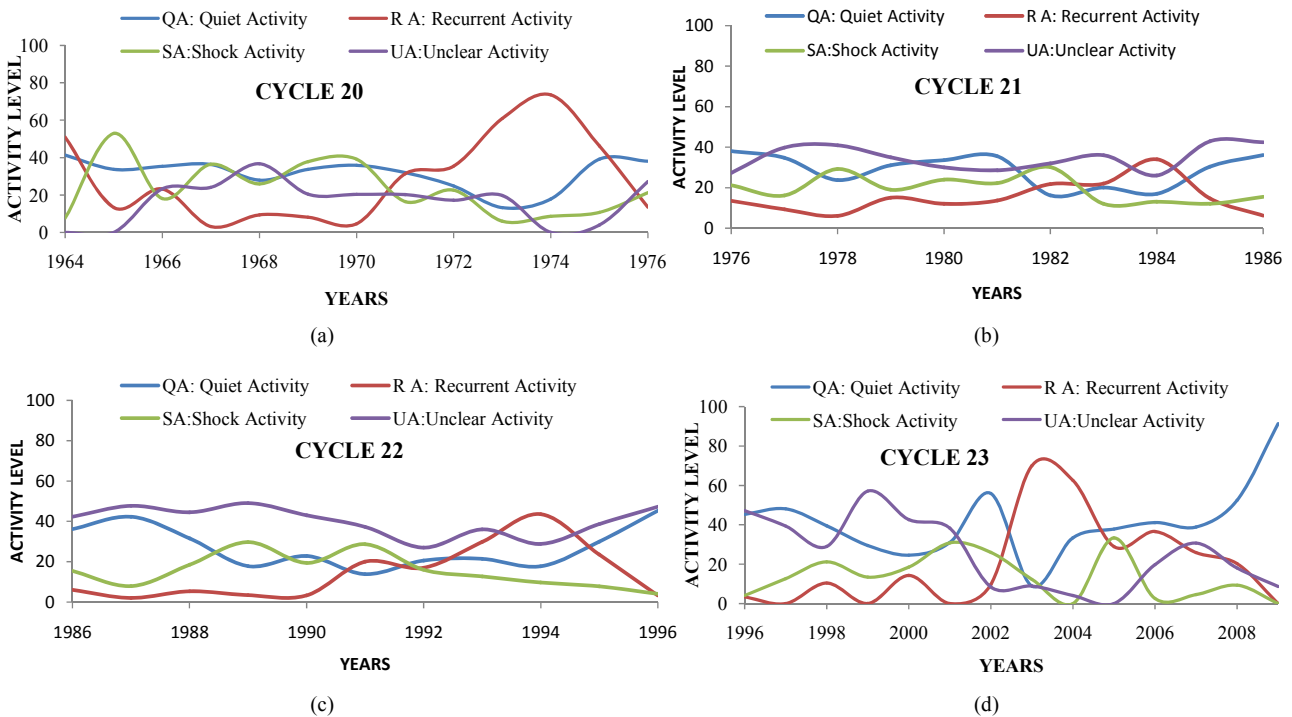 QA: Quiet Activity R A: Recurrent Activity
SA:Shock Activity UA:Unclear Activity
CYCLE 20
ACTIVITY LEVEL
100
80
60
40
20
0
1964 1966 1968 1970 1972 1974 1976
YEARS
(a)
QA: Quiet Activity R A: Recurrent Activity
SA:Shock Activity UA:Unclear Activity
CYCLE 21
ACTIVITY LEVEL
100
80
60
40
20
0
1976 1978 1980 1982 1984 1986
YEARS
(b)
QA: Quiet Activity R A: Recurrent Activity
SA:Shock Activity UA:Unclear Activity
CYCLE 22
ACTIVITY LEVEL
100
80
60
40
20
0
1986 1988 1990 1992 1994 1996
YEARS
(c)
QA: Quiet Activity R A: Recurrent Activity
SA:Shock Activity UA:Unclear Activity
CYCLE 23
ACTIVITY LEVEL
100
80
60
40
20
0
1996 1998 2000 2002 2004 2006 2008
YEARS
(d)